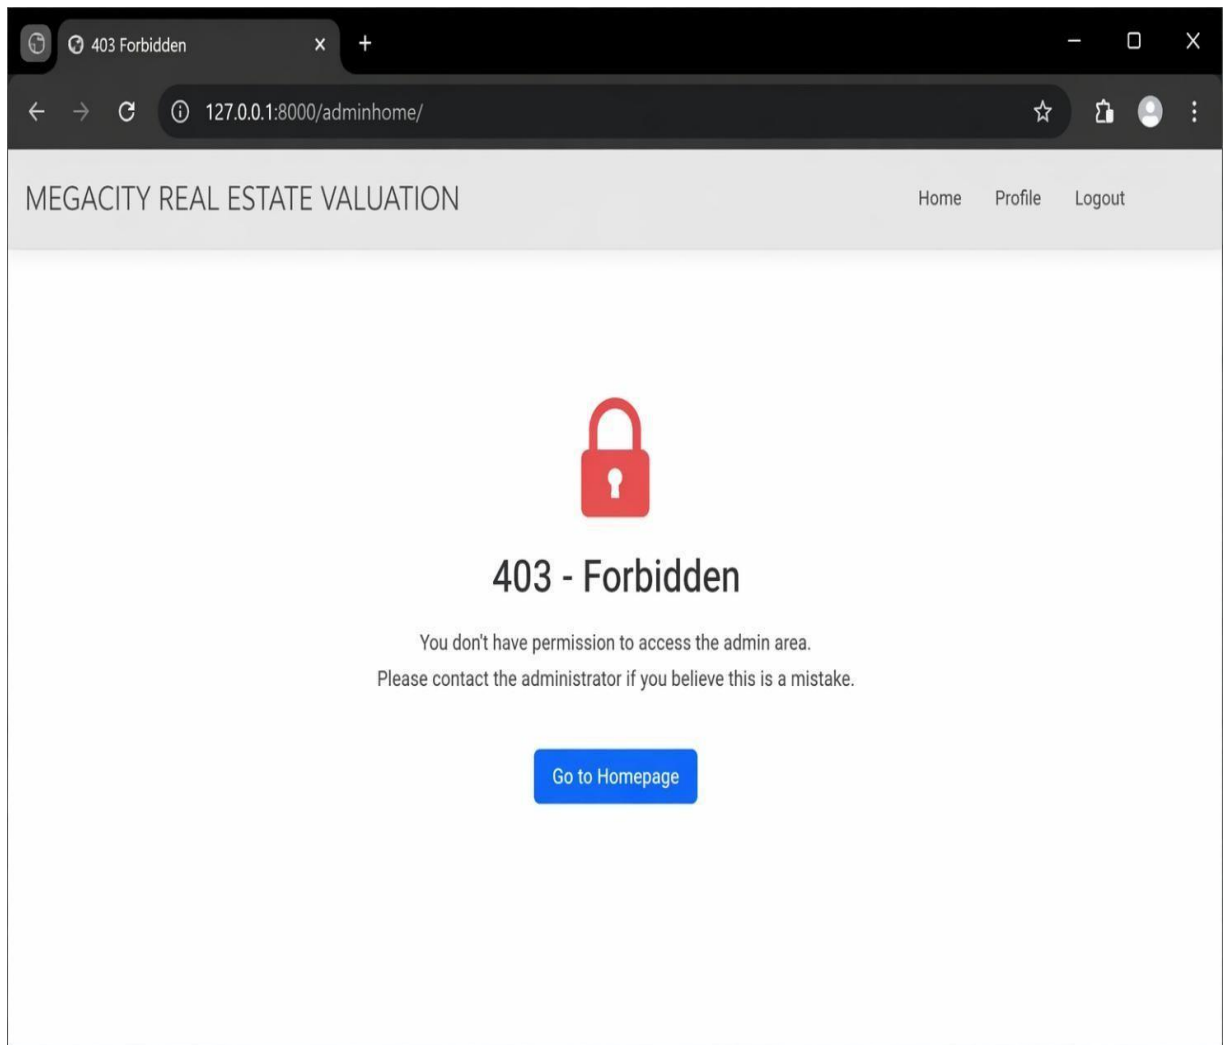 403 Forbidden
127.0.0.1:8000/adminhome/
MEGACITY REAL ESTATE VALUATION
Home Profile Logout
403 - Forbidden
You don't have permission to access the admin area.
Please contact the administrator if you believe this is a mistake.
Go to Homepage